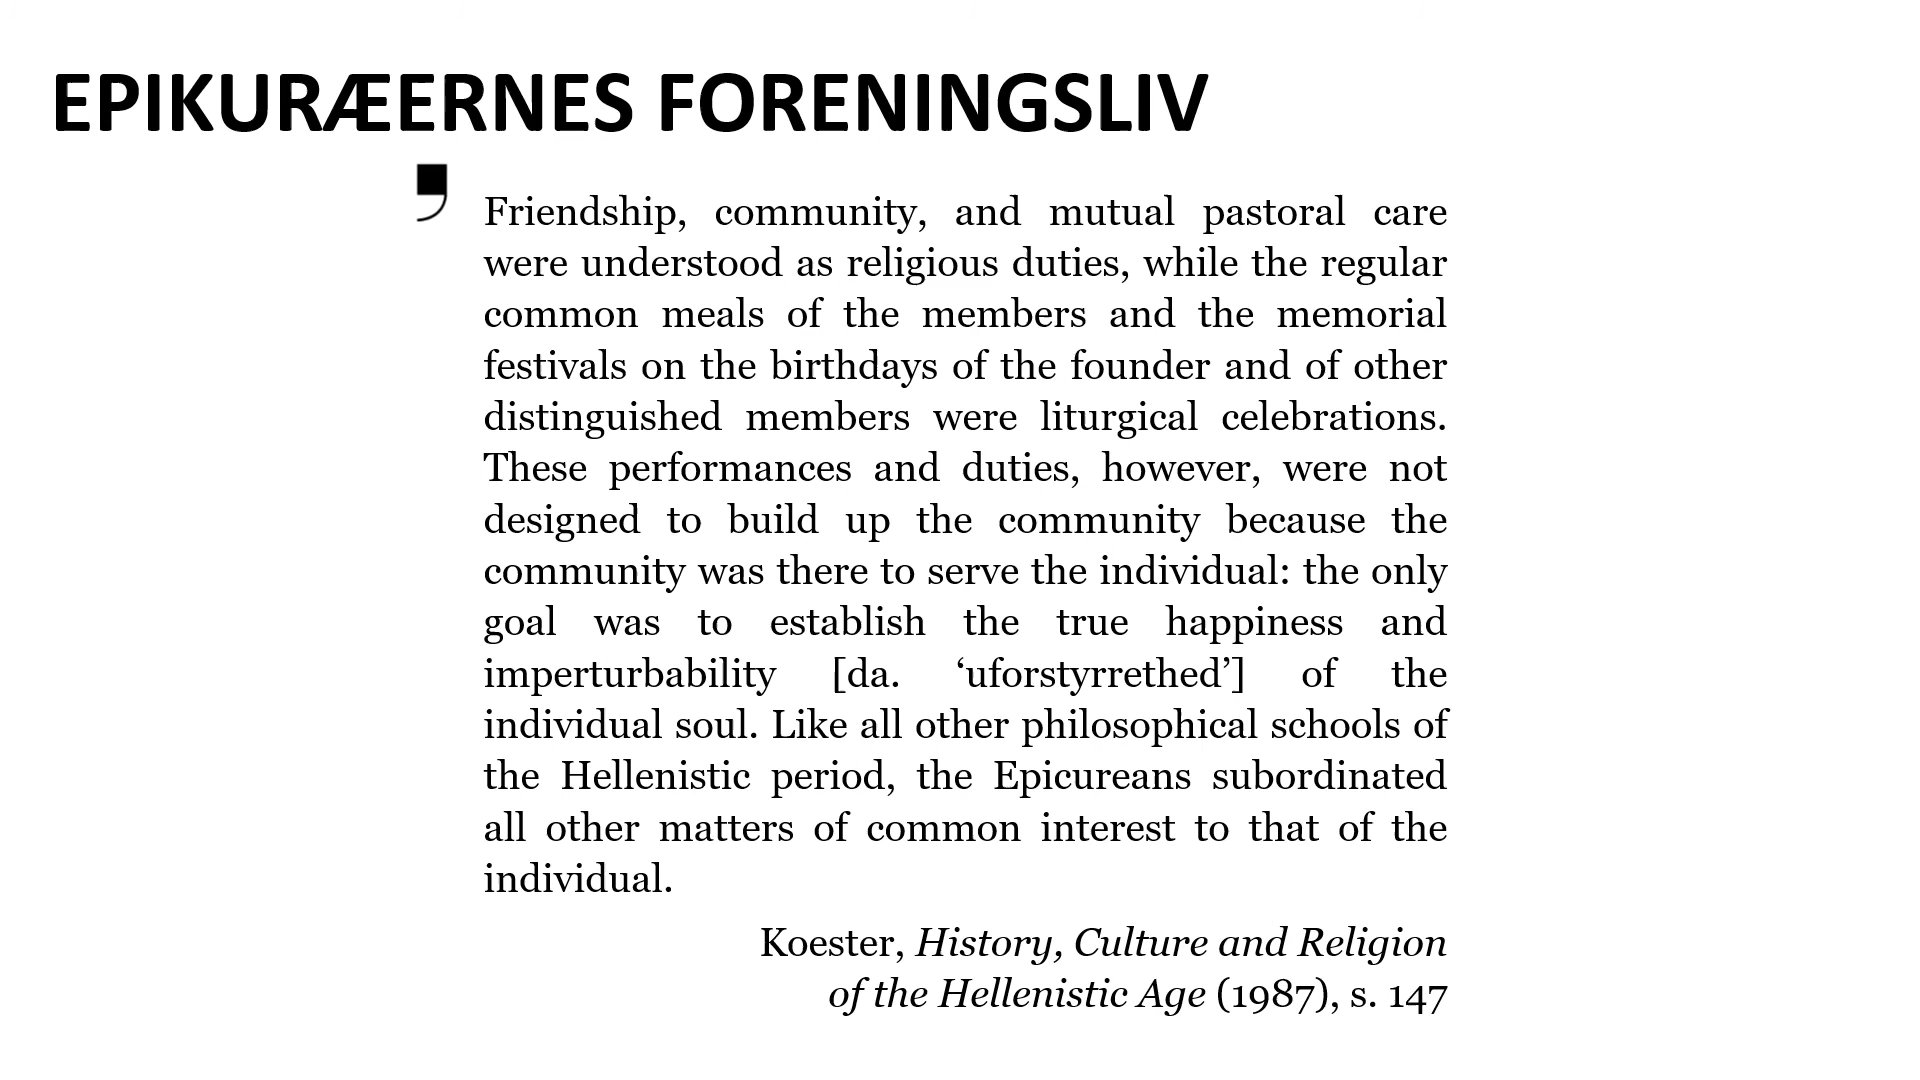 EPIKURÆERNES FORENINGSLIV
Friendship, community, and mutual pastoral care
were understood as religious duties, while the regular
common meals of the members and the memorial
festivals on the birthdays of the founder and of other
distinguished members were liturgical celebrations.
These performances and duties, however, were not
designed to build up the community because the
community was there to serve the individual: the only
goal was to establish the true happiness and
imperturbability [da. ‘uforstyrrethed’] of the
individual soul. Like all other philosophical schools of
the Hellenistic period, the Epicureans subordinated
all other matters of common interest to that of the
individual.
Koester, History, Culture and Religion
of the Hellenistic Age (1987), s. 147